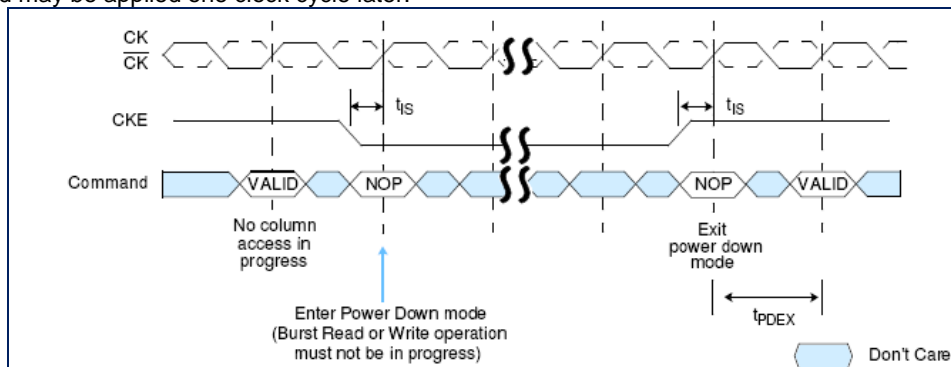 d may be applied one clock cycle later.
CK
CK
tIS
tIS
CKE
Command
VALID
NOP
NOP
VALID
No column
access in
progress
Exit
power down
mode
Enter Power Down mode
(Burst Read or Write operation
must not be in progress)
tPDEX
Don't Care